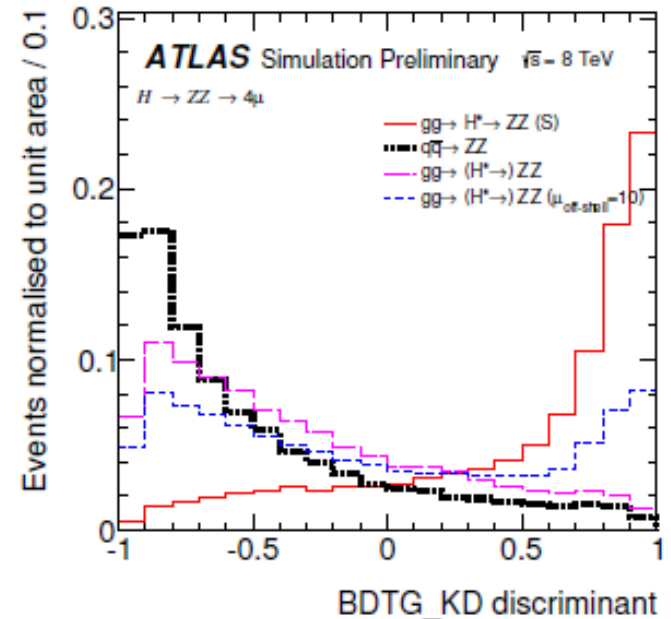 0.3
ATLAS Simulation Preliminary √s = 8 TeV
H → ZZ → 4μ
gg→ H*→ ZZ (S)
qq̄→ ZZ
gg→ (H*→) ZZ
gg→ (H*→) ZZ (μoff-shell=10)
0.2
0.1
0
-1 -0.5 0 0.5 1
Events normalised to unit area / 0.1
BDTG_KD discriminant